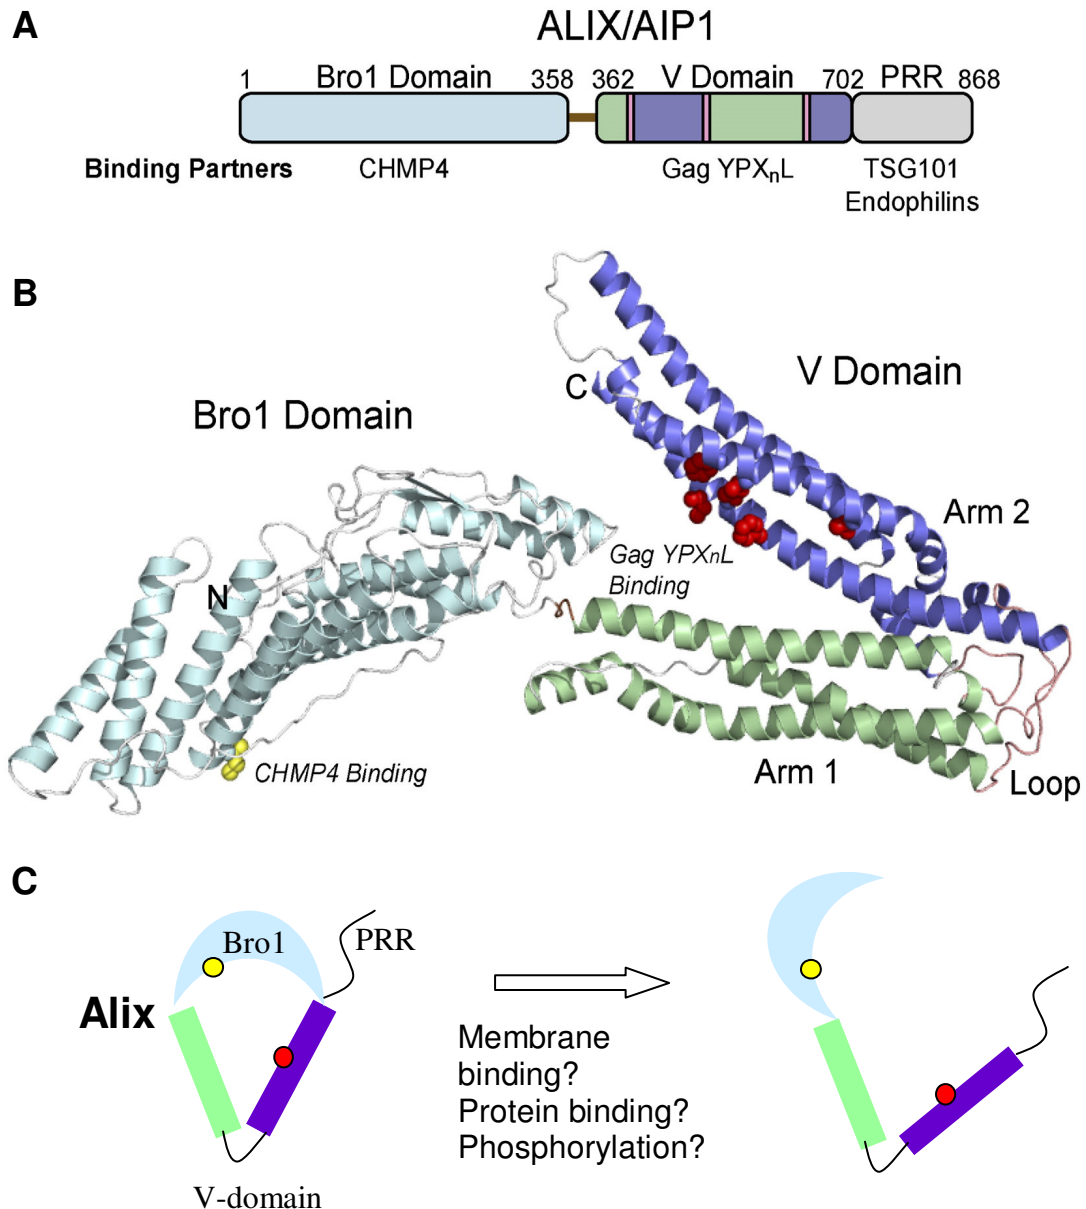 A
ALIX/AIP1
1 Bro1 Domain 358 362 V Domain 702 PRR 868
Binding Partners CHMP4 Gag YPXnL TSG101
Endophilins
B
V Domain
C
Bro1 Domain
Arm 2
Gag YPXnL
Binding
N
Arm 1
CHMP4 Binding
Loop
C
Bro1 PRR
Alix
Membrane
binding?
Protein binding?
Phosphorylation?
V-domain